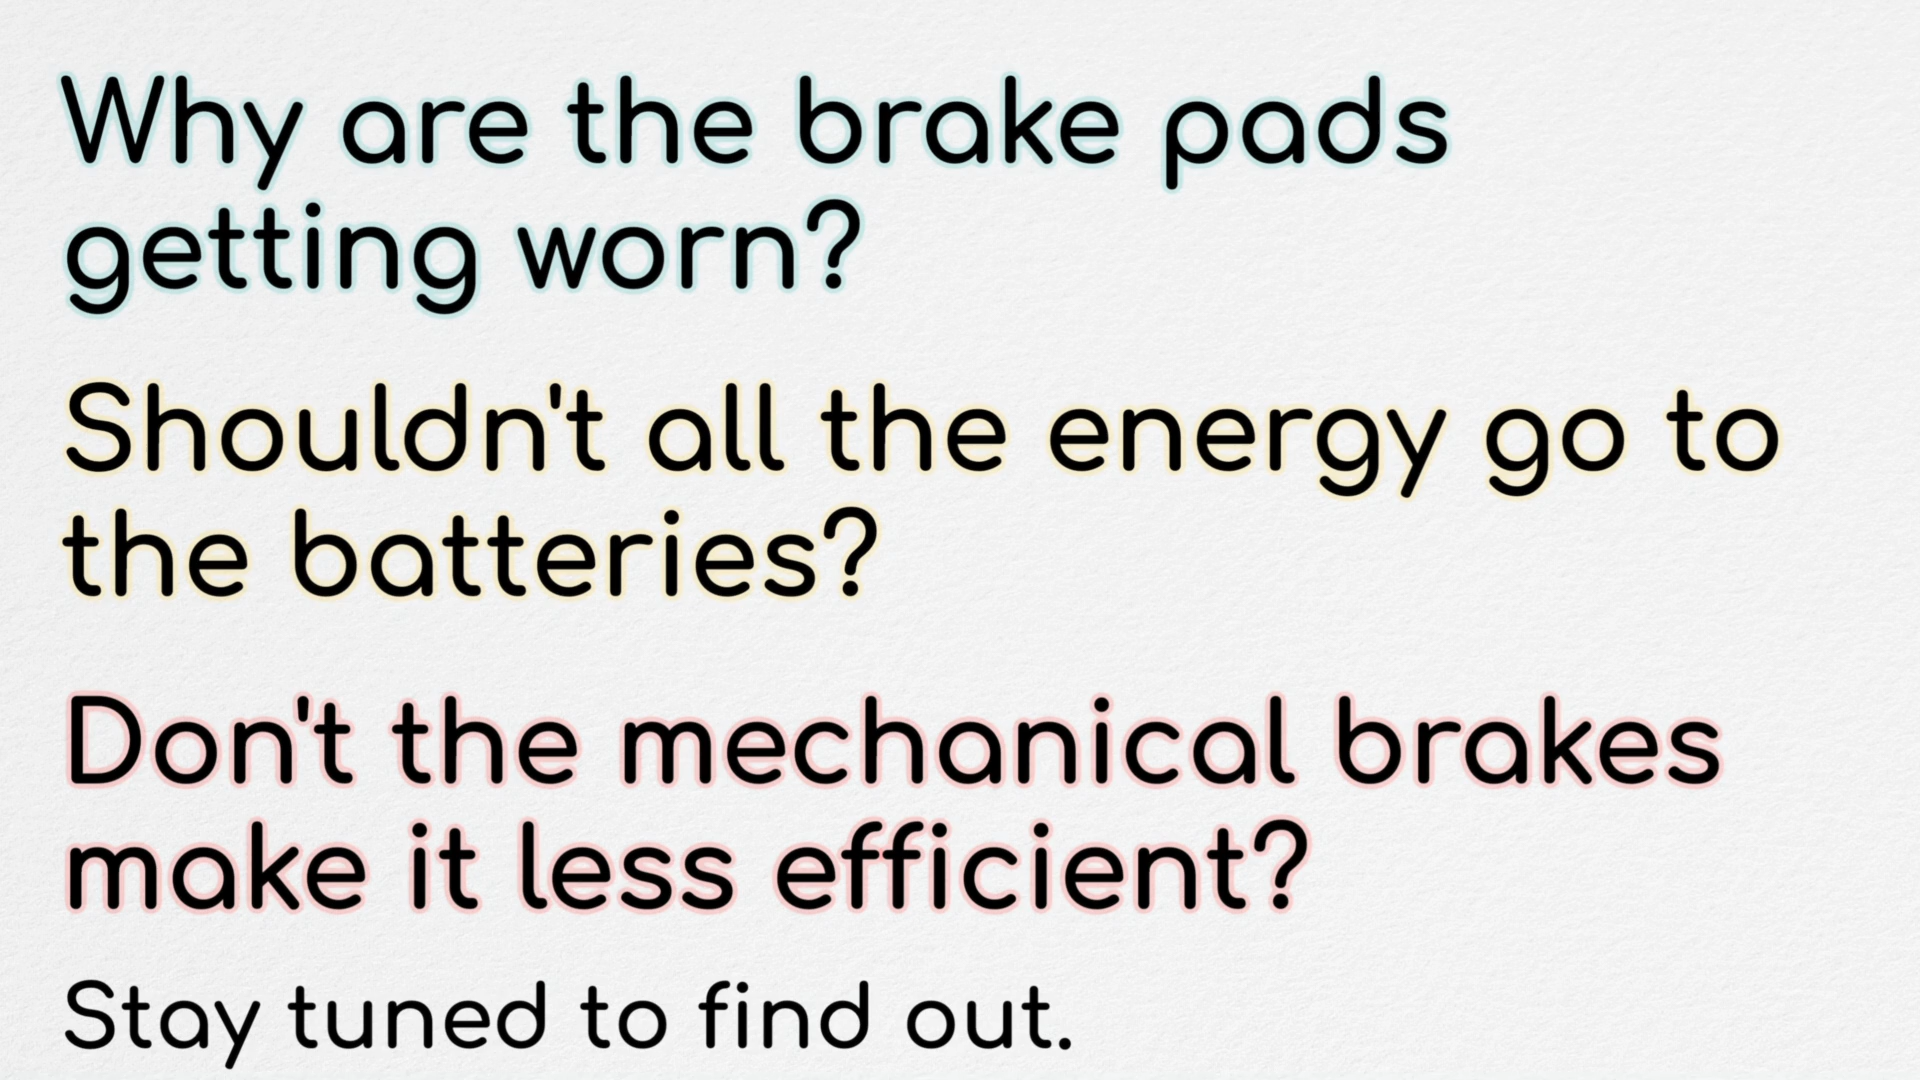 Why are the brake pads
getting worn?
Shouldn't all the energy go to
the batteries?
Don't the mechanical brakes
make it less efficient?
Stay tuned to find out.